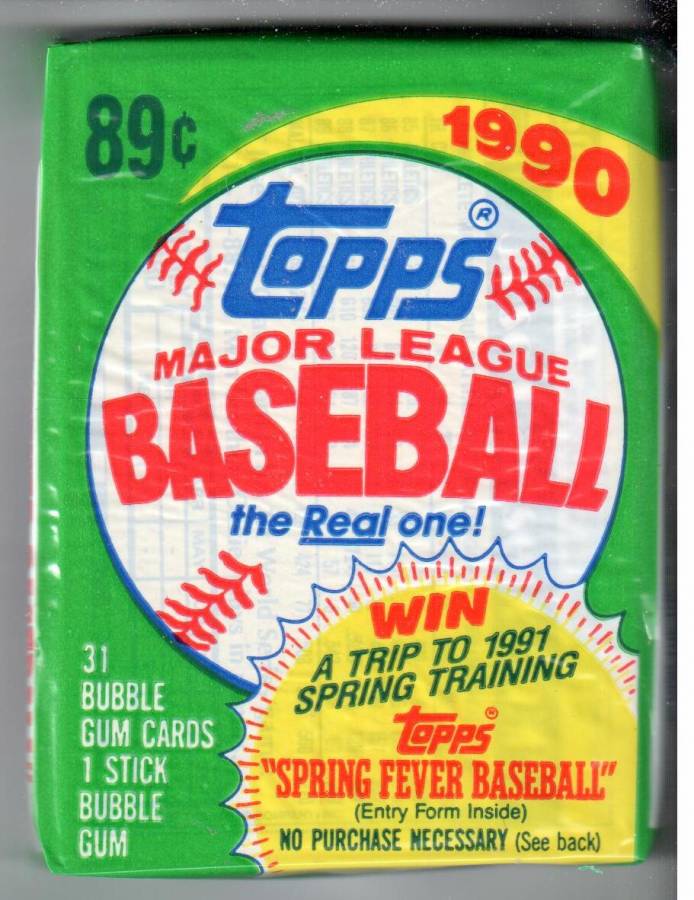 89¢
1990
topps®
MAJOR LEAGUE
BASEBALL
the Real one!
WIN
A TRIP TO 1991
SPRING TRAINING
topps®
"SPRING FEVER BASEBALL"
(Entry Form Inside)
NO PURCHASE NECESSARY (See back)
31
BUBBLE
GUM CARDS
1 STICK
BUBBLE
GUM